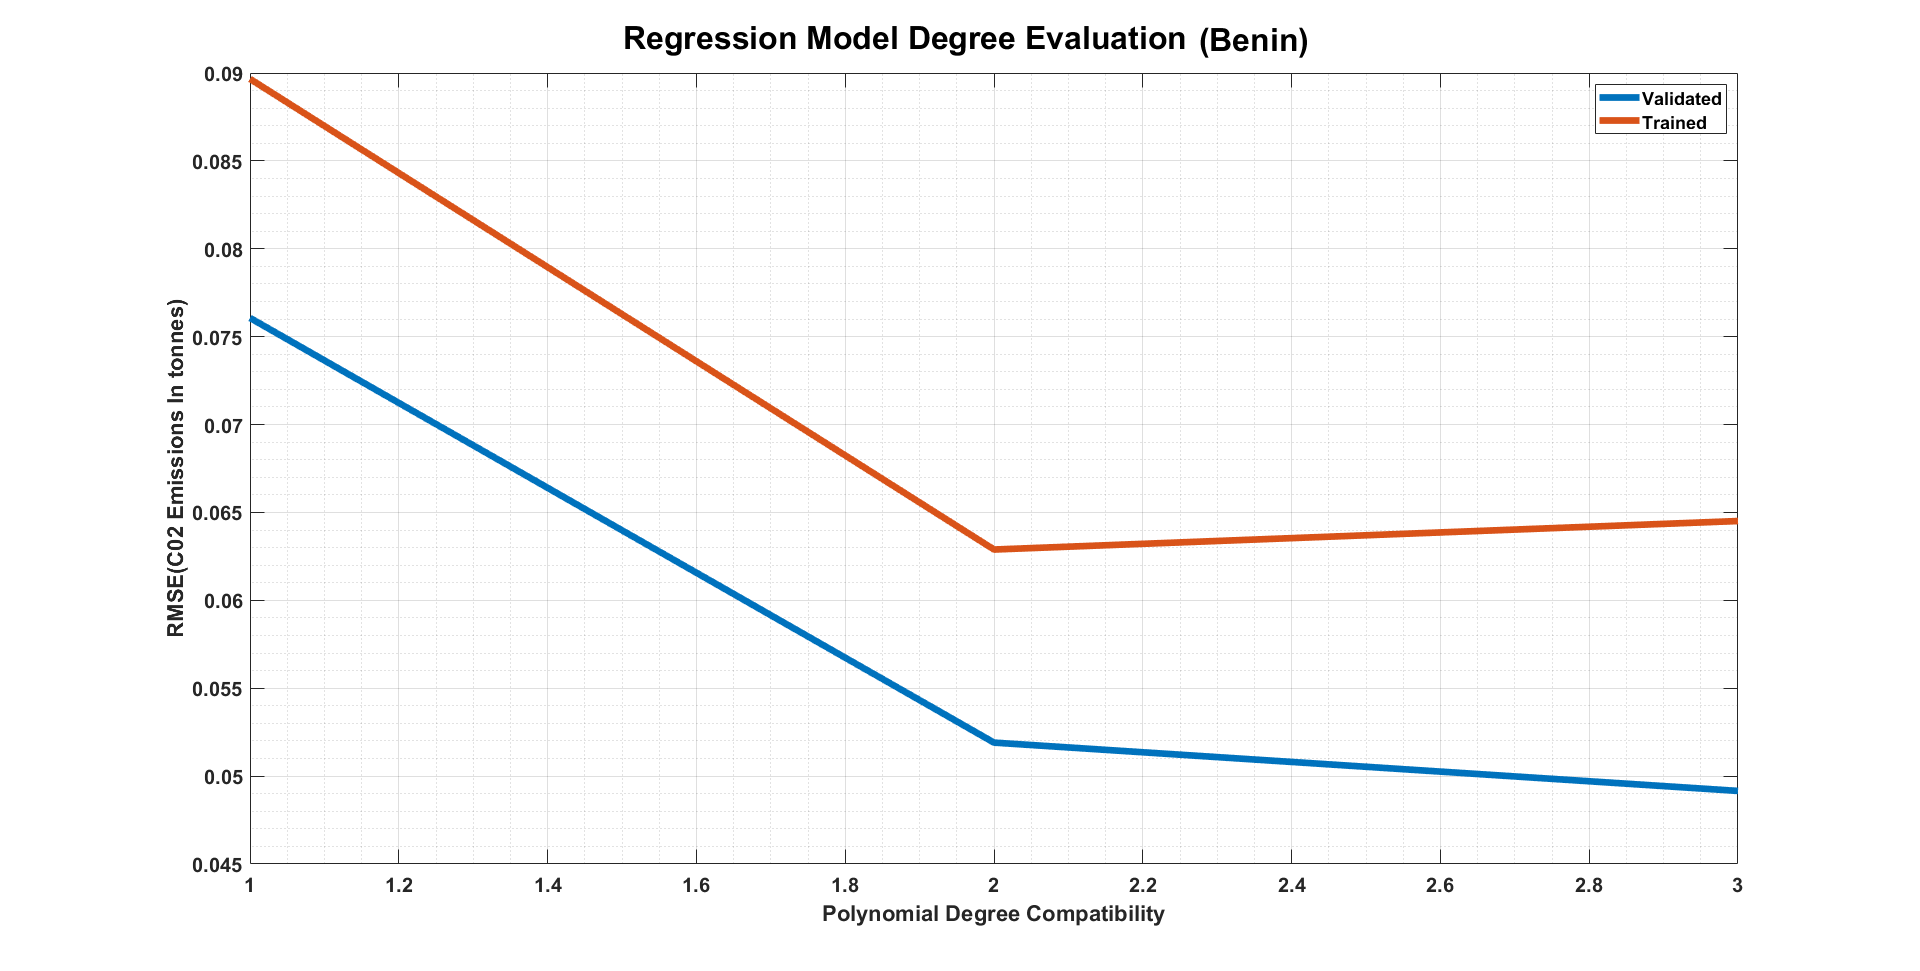 Regression Model Degree Evaluation (Benin)
0.09
0.085
0.08
0.075
0.07
0.065
0.06
0.055
0.05
0.045
RMSE(C02 Emissions In tonnes)
Validated
Trained
1 1.2 1.4 1.6 1.8 2 2.2 2.4 2.6 2.8 3
Polynomial Degree Compatibility